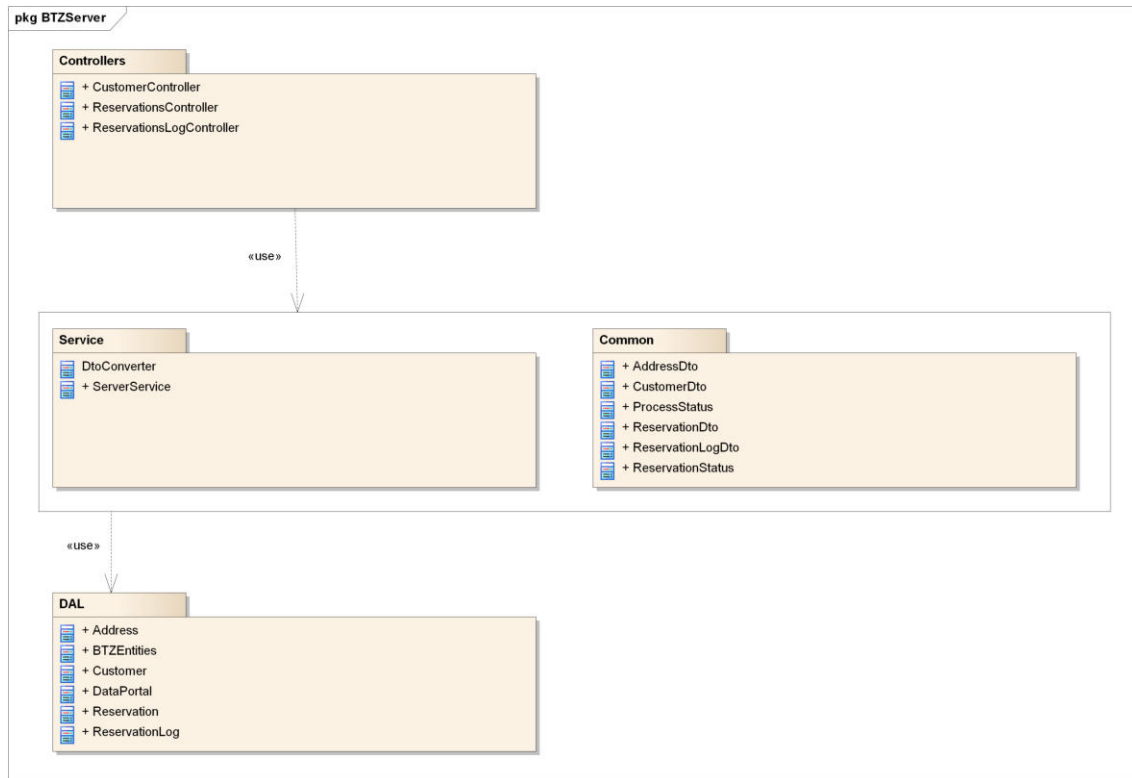 pkg BTZServer
Controllers
+ CustomerController
+ ReservationsController
+ ReservationsLogController
«use»
Service
DtoConverter
+ ServerService
Common
+ AddressDto
+ CustomerDto
+ ProcessStatus
+ ReservationDto
+ ReservationLogDto
+ ReservationStatus
«use»
DAL
+ Address
+ BTZEntities
+ Customer
+ DataPortal
+ Reservation
+ ReservationLog